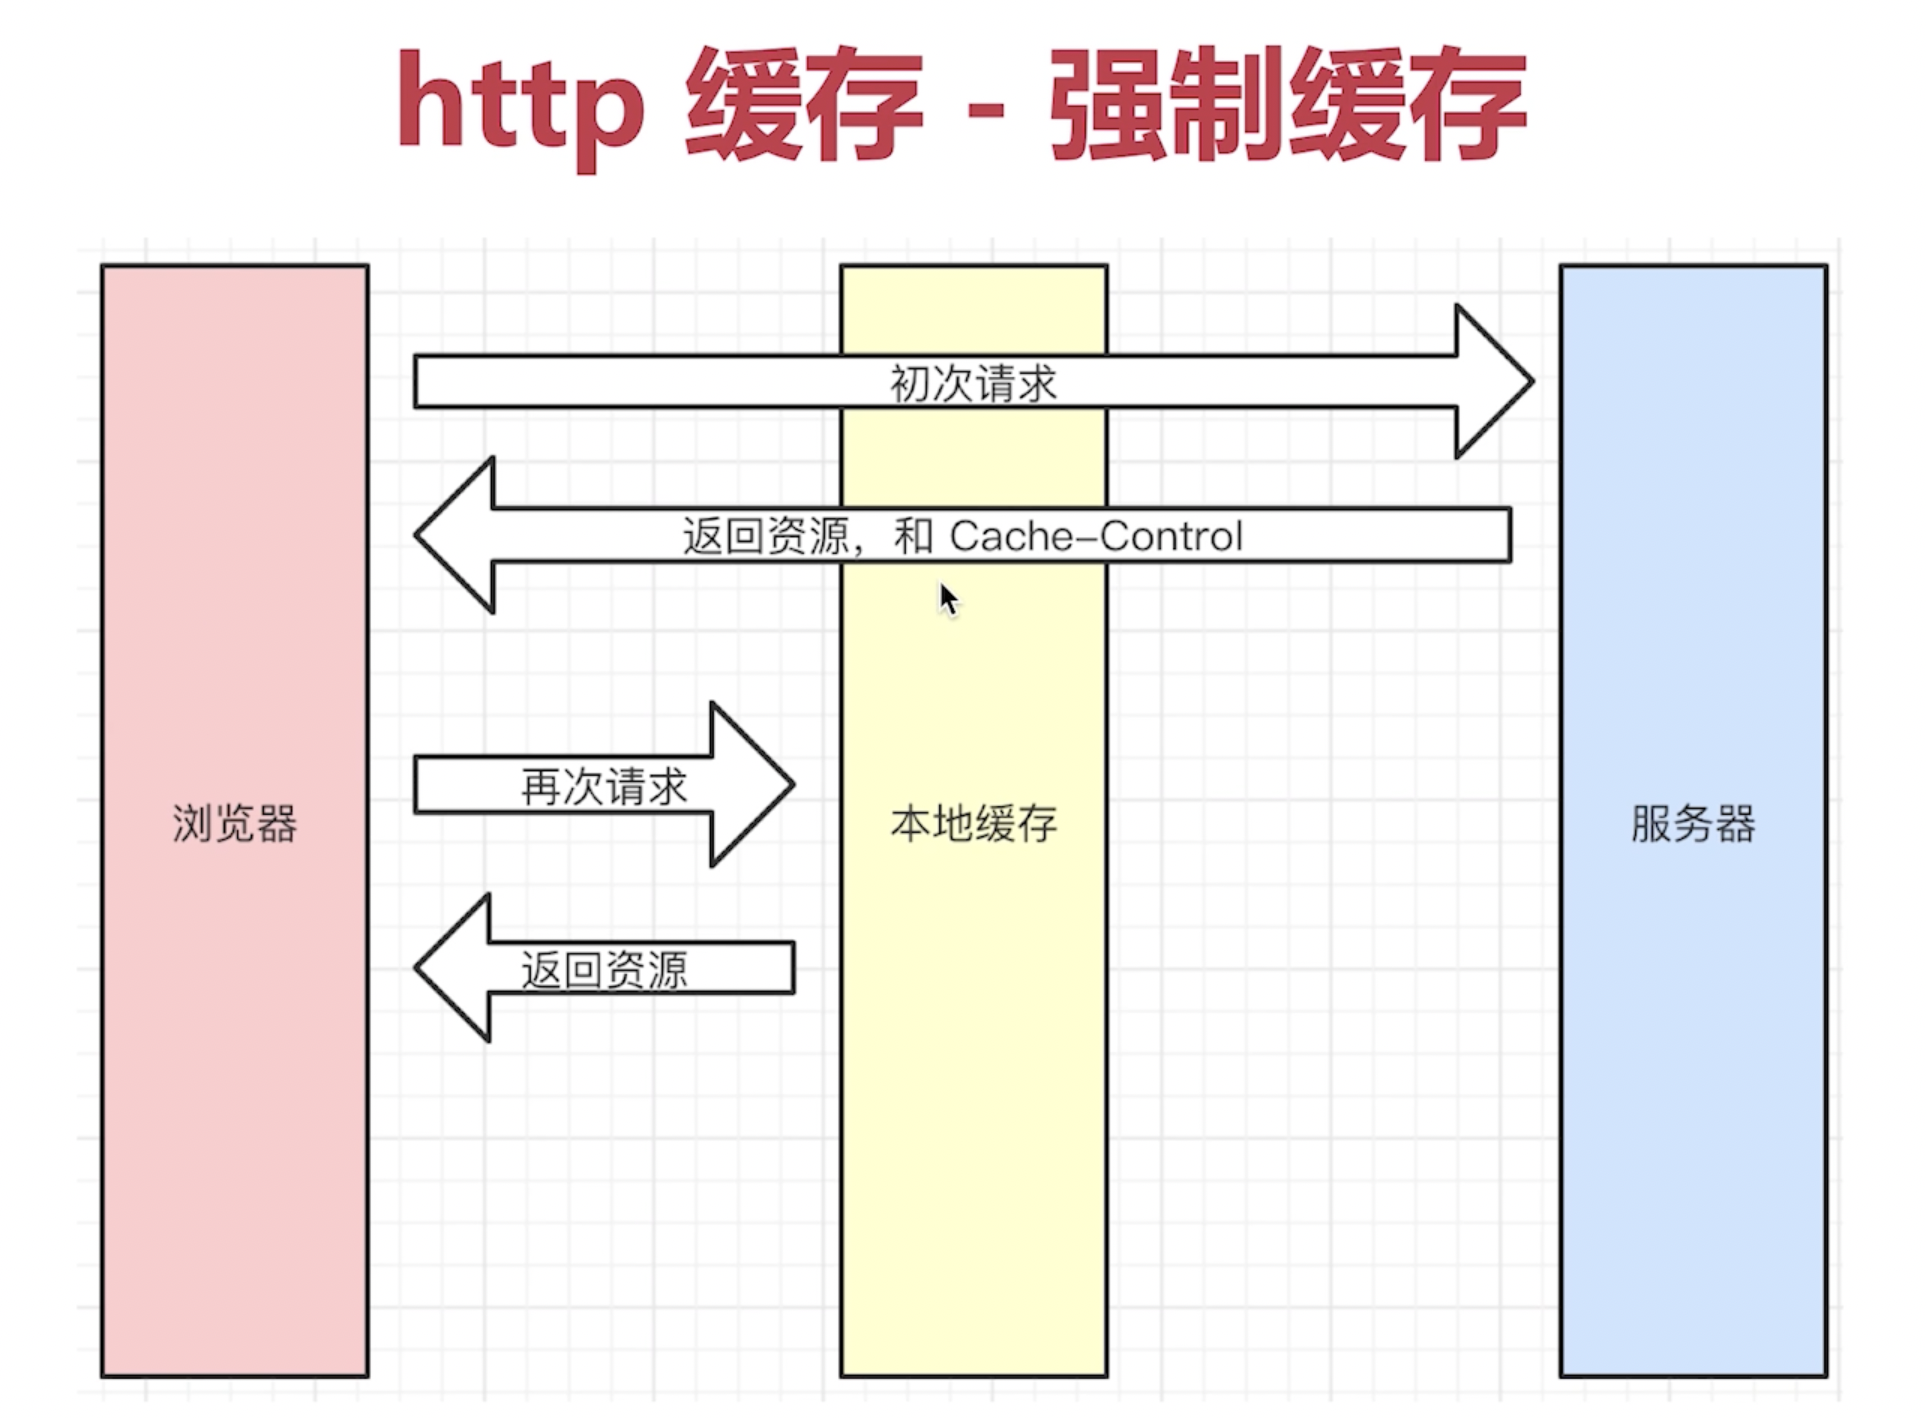 http 缓存 - 强制缓存
初次请求
返回资源，和 Cache-Control
再次请求
浏览器
本地缓存
服务器
返回资源